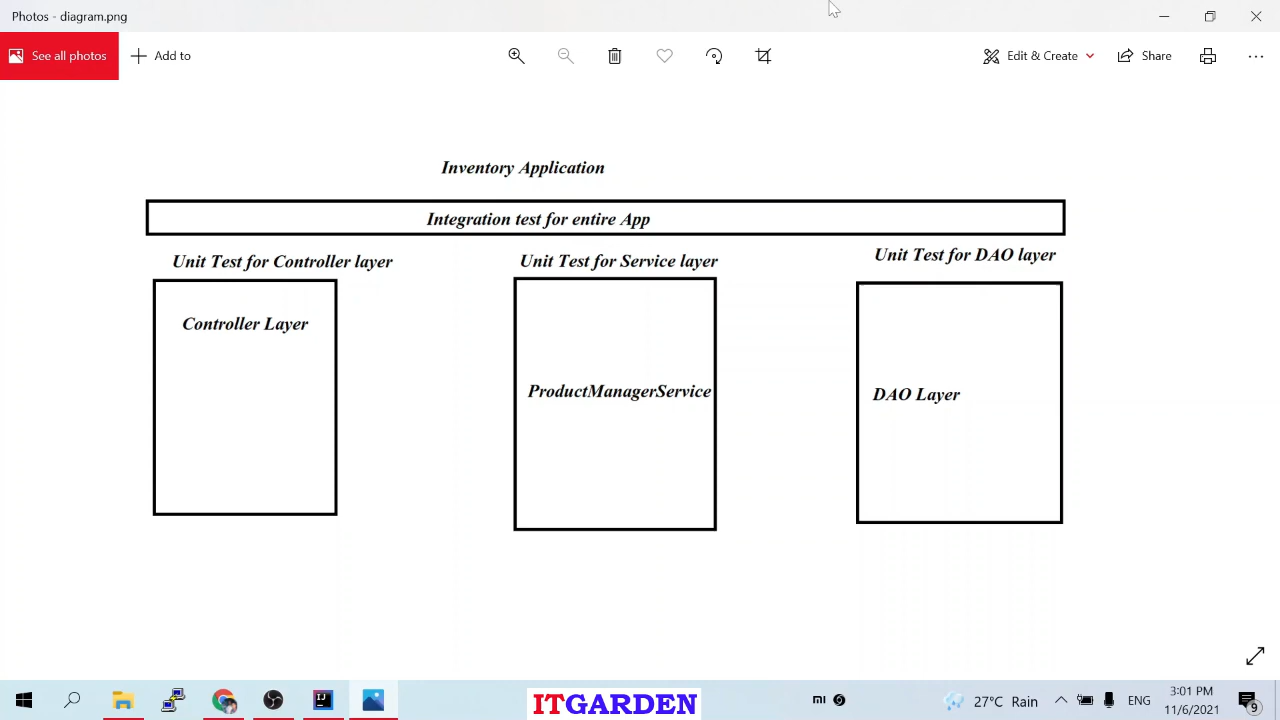 Photos - diagram.png
See all photos
Add to
Edit & Create
Share
Inventory Application
Integration test for entire App
Unit Test for Controller layer
Unit Test for Service layer
Unit Test for DAO layer
Controller Layer
ProductManagerService
DAO Layer
ITGARDEN
mi
27°C Rain
ENG
3:01 PM
11/6/2021
9